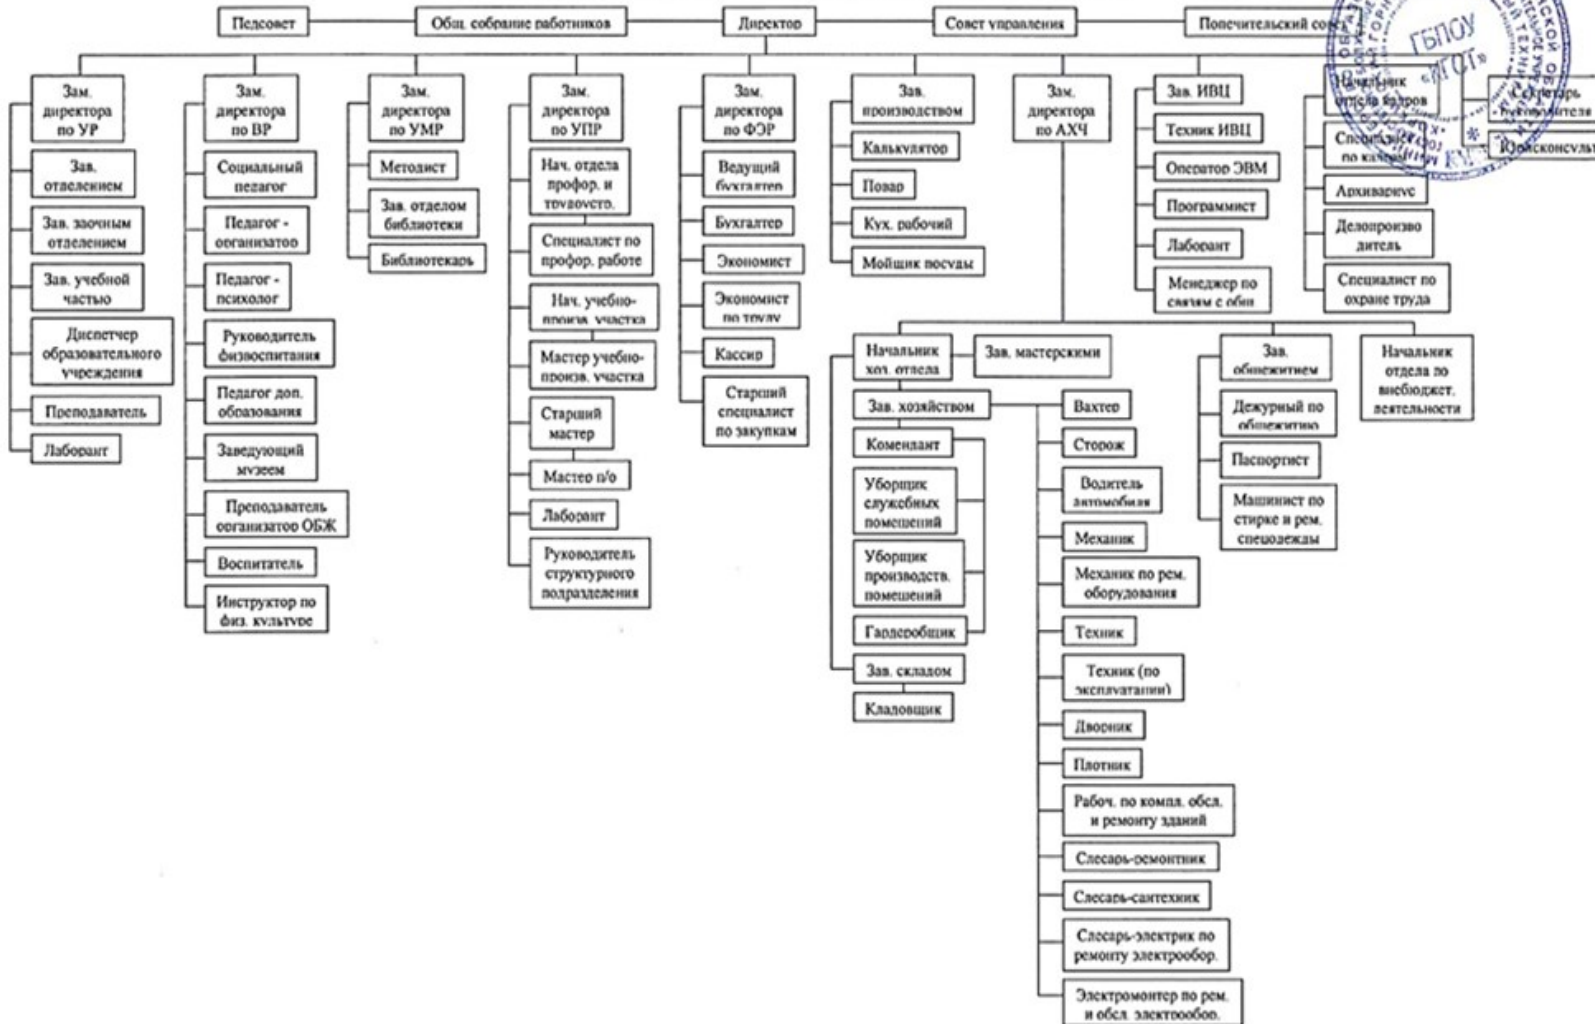 Педсовет
Общ. собрание работников
Директор
Совет управления
Попечительский
Зам.
директора
по УР
Зав.
отделением
Зав. заочным
отделением
Зав. учебной
частью
Диспетчер
образовательного
учреждения
Преподаватель
Лаборант
Зам.
директора
по ВР
Социальный
педагог
Педагог -
организатор
Педагог -
психолог
Руководитель
физвоспитания
Педагог доп.
образования
Заведующий
музеем
Преподаватель
организатор ОБЖ
Воспитатель
Инструктор по
физ. культуре
Зам.
директора
по УМР
Методист
Зав. отделом
библиотеки
Библиотекарь
Зам.
директора
по УПР
Нач. отдела
профор. и
трудоустр.
Специалист по
профор. работе
Нач. учебно-
произв. участка
Мастер учебно-
произв. участка
Старший
мастер
Мастер п/о
Лаборант
Руководитель
структурного
подразделения
Зам.
директора
по ФЭР
Ведущий
бухгалтер
Бухгалтер
Экономист
Экономист
по труду
Кассир
Старший
специалист
по закупкам
Зав.
производством
Калькулятор
Повар
Кух. рабочий
Мойщик посуды
Зам.
директора
по АХЧ
Начальник
хоз. отдела
Зав. мастерскими
Зав. хозяйством
Комендант
Уборщик
служебных
помещений
Уборщик
производств.
помещений
Гардеробщик
Зав. складом
Кладовщик
Вахтер
Сторож
Водитель
автомобиля
Механик
Механик по рем.
оборудования
Техник
Техник (по
эксплуатации)
Дворник
Плотник
Рабоч. по компл. обсл.
и ремонту зданий
Слесарь-ремонтник
Слесарь-сантехник
Слесарь-электрик по
ремонту электрообор.
Электромонтер по рем.
и обсл. электрообор.
Зав.
общежитием
Дежурный по
общежитию
Паспортист
Машинист по
стирке и рем.
спецодежды
Начальник
отдела по
внебюджет.
деятельности
Зав. ИВЦ
Техник ИВЦ
Оператор ЭВМ
Программист
Лаборант
Менеджер по
связям с общ
Начальник
отдела кадров
Специалист
по кадрам
Архивариус
Делопроизво
дитель
Специалист по
охране труда
Секретарь
руководителя
Юрисконсульт
ГБПОУ